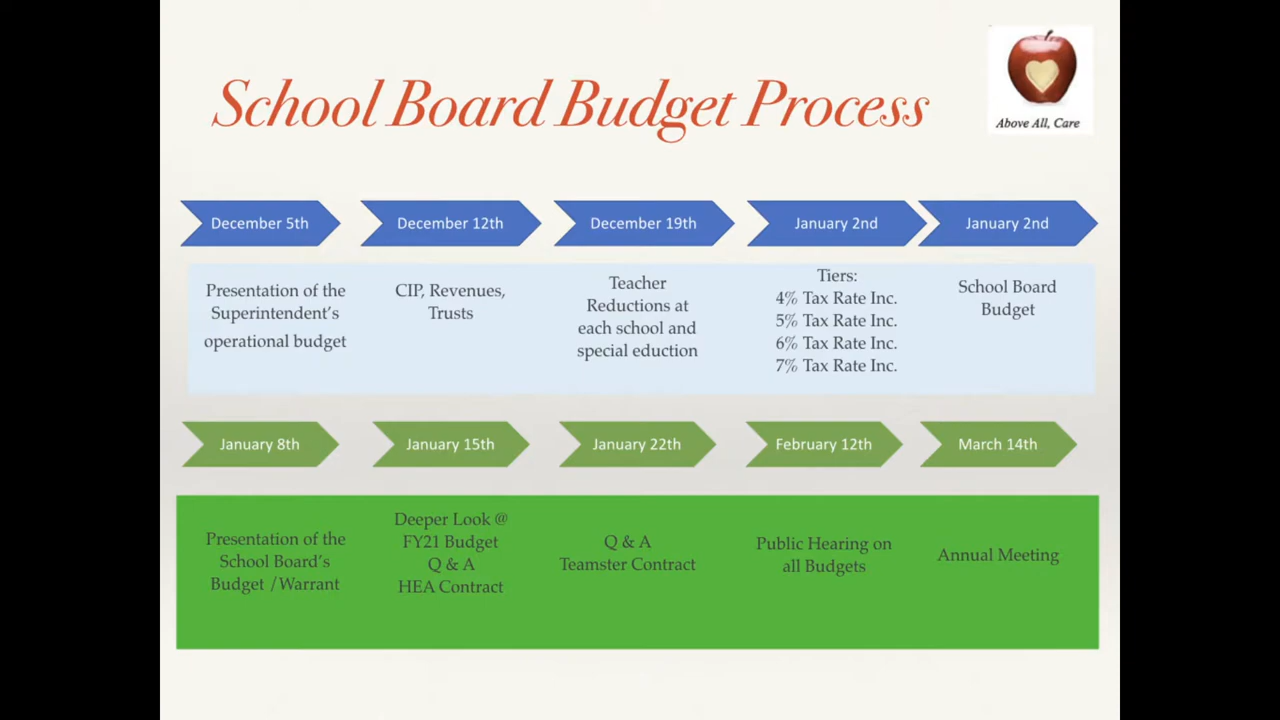 School Board Budget Process
Above All, Care
December 5th
December 12th
December 19th
January 2nd
January 2nd
Presentation of the
Superintendent's
operational budget
CIP, Revenues,
Trusts
Teacher
Reductions at
each school and
special eduction
Tiers:
4% Tax Rate Inc.
5% Tax Rate Inc.
6% Tax Rate Inc.
7% Tax Rate Inc.
School Board
Budget
January 8th
January 15th
January 22th
February 12th
March 14th
Presentation of the
School Board's
Budget /Warrant
Deeper Look @
FY21 Budget
Q & A
HEA Contract
Q & A
Teamster Contract
Public Hearing on
all Budgets
Annual Meeting